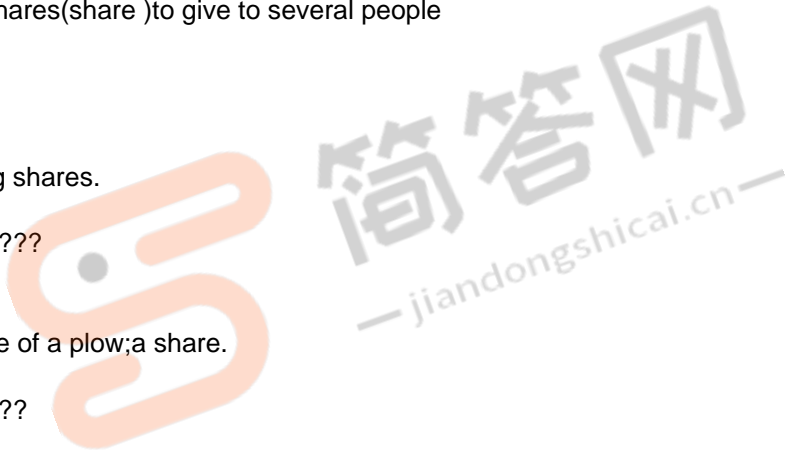 hares(share )to give to several people
g shares.
???
e of a plow;a share.
??
简答网
jiandongshicai.cn